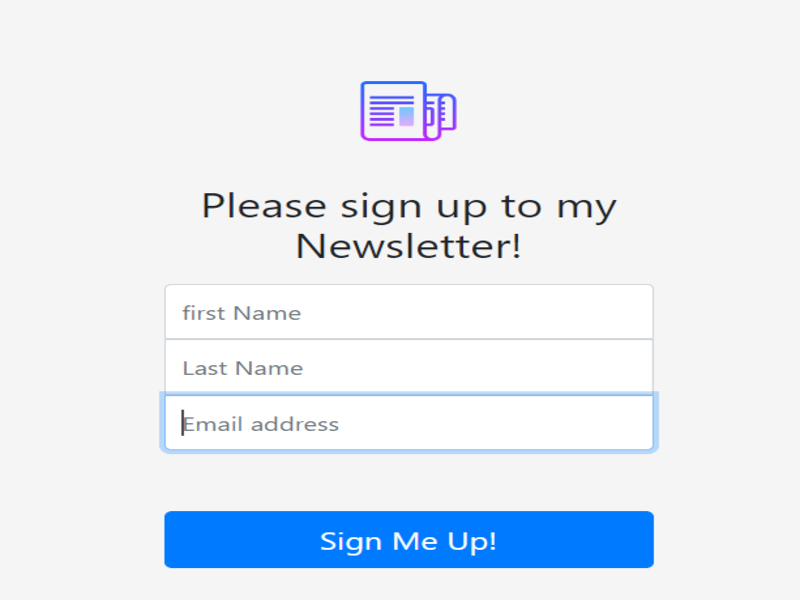 Please sign up to my
Newsletter!
first Name
Last Name
Email address
Sign Me Up!